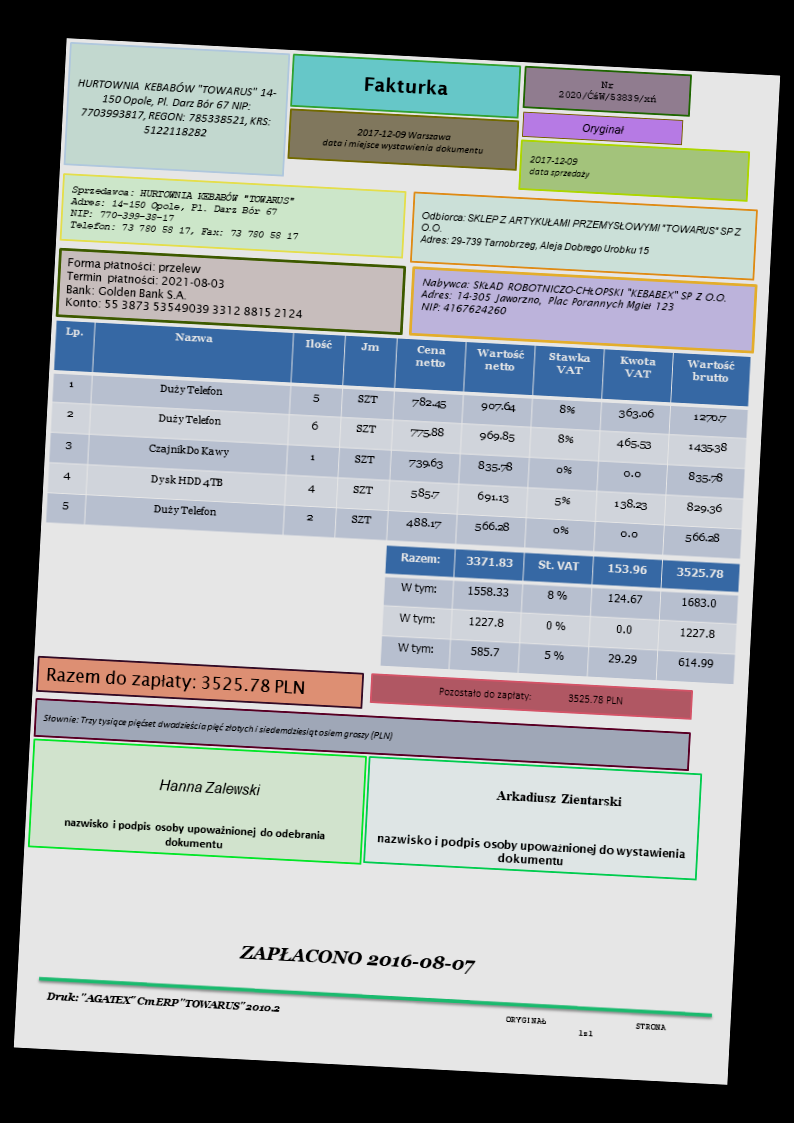 HURTOWNIA KEBABÓW "TOWARUS" 14-
150 Opole, Pl. Darz Bór 67 NIP:
7703993817, REGON: 785338521, KRS:
5122118282
Fakturka
2017-12-09 Warszawa
data i miejsce wystawienia dokumentu
Nr
2020/ĆśW/53839/xń
Oryginał
2017-12-09
data sprzedaży
Sprzedawca: HURTOWNIA KEBABÓW "TOWARUS"
Adres: 14-150 Opole, Pl. Darz Bór 67
NIP: 770-399-38-17
Telefon: 73 780 58 17, Fax: 73 780 58 17
Odbiorca: SKLEP Z ARTYKUŁAMI PRZEMYSŁOWYMI "TOWARUS" SP Z
O.O.
Adres: 29-739 Tarnobrzeg, Aleja Dobrego Urobku 15
Forma płatności: przelew
Termin płatności: 2021-08-03
Bank: Golden Bank S.A.
Konto: 55 3873 53549039 3312 8815 2124
Nabywca: SKŁAD ROBOTNICZO-CHŁOPSKI "KEBABEX" SP Z O.O.
Adres: 14-305 Jaworzno, Plac Porannych Mgieł 123
NIP: 4167624260
Lp. Nazwa Ilość Jm Cena netto Wartość netto Stawka VAT Kwota VAT Wartość brutto
1 Duży Telefon 5 SZT 782.45 907.64 8% 363.06 1270.7
2 Duży Telefon 6 SZT 775.88 969.85 8% 465.53 1435.38
3 CzajnikDo Kawy 1 SZT 739.63 835.78 0% 0.0 835.78
4 Dysk HDD 4TB 4 SZT 585.7 691.13 5% 138.23 829.36
5 Duży Telefon 2 SZT 488.17 566.28 0% 0.0 566.28
Razem: 3371.83 St. VAT 153.96 3525.78
W tym: 1558.33 8 % 124.67 1683.0
W tym: 1227.8 0 % 0.0 1227.8
W tym: 585.7 5 % 29.29 614.99
Razem do zapłaty: 3525.78 PLN
Pozostało do zapłaty: 3525.78 PLN
Słownie: Trzy tysiące pięćset dwadzieścia pięć złotych i siedemdziesiąt osiem groszy (PLN)
Hanna Zalewski
nazwisko i podpis osoby upoważnionej do odebrania
dokumentu
Arkadiusz Zientarski
nazwisko i podpis osoby upoważnionej do wystawienia
dokumentu
ZAPŁACONO 2016-08-07
Druk: "AGATEX" CmERP "TOWARUS" 2010.2
ORYGINAŁ
STRONA
1z1